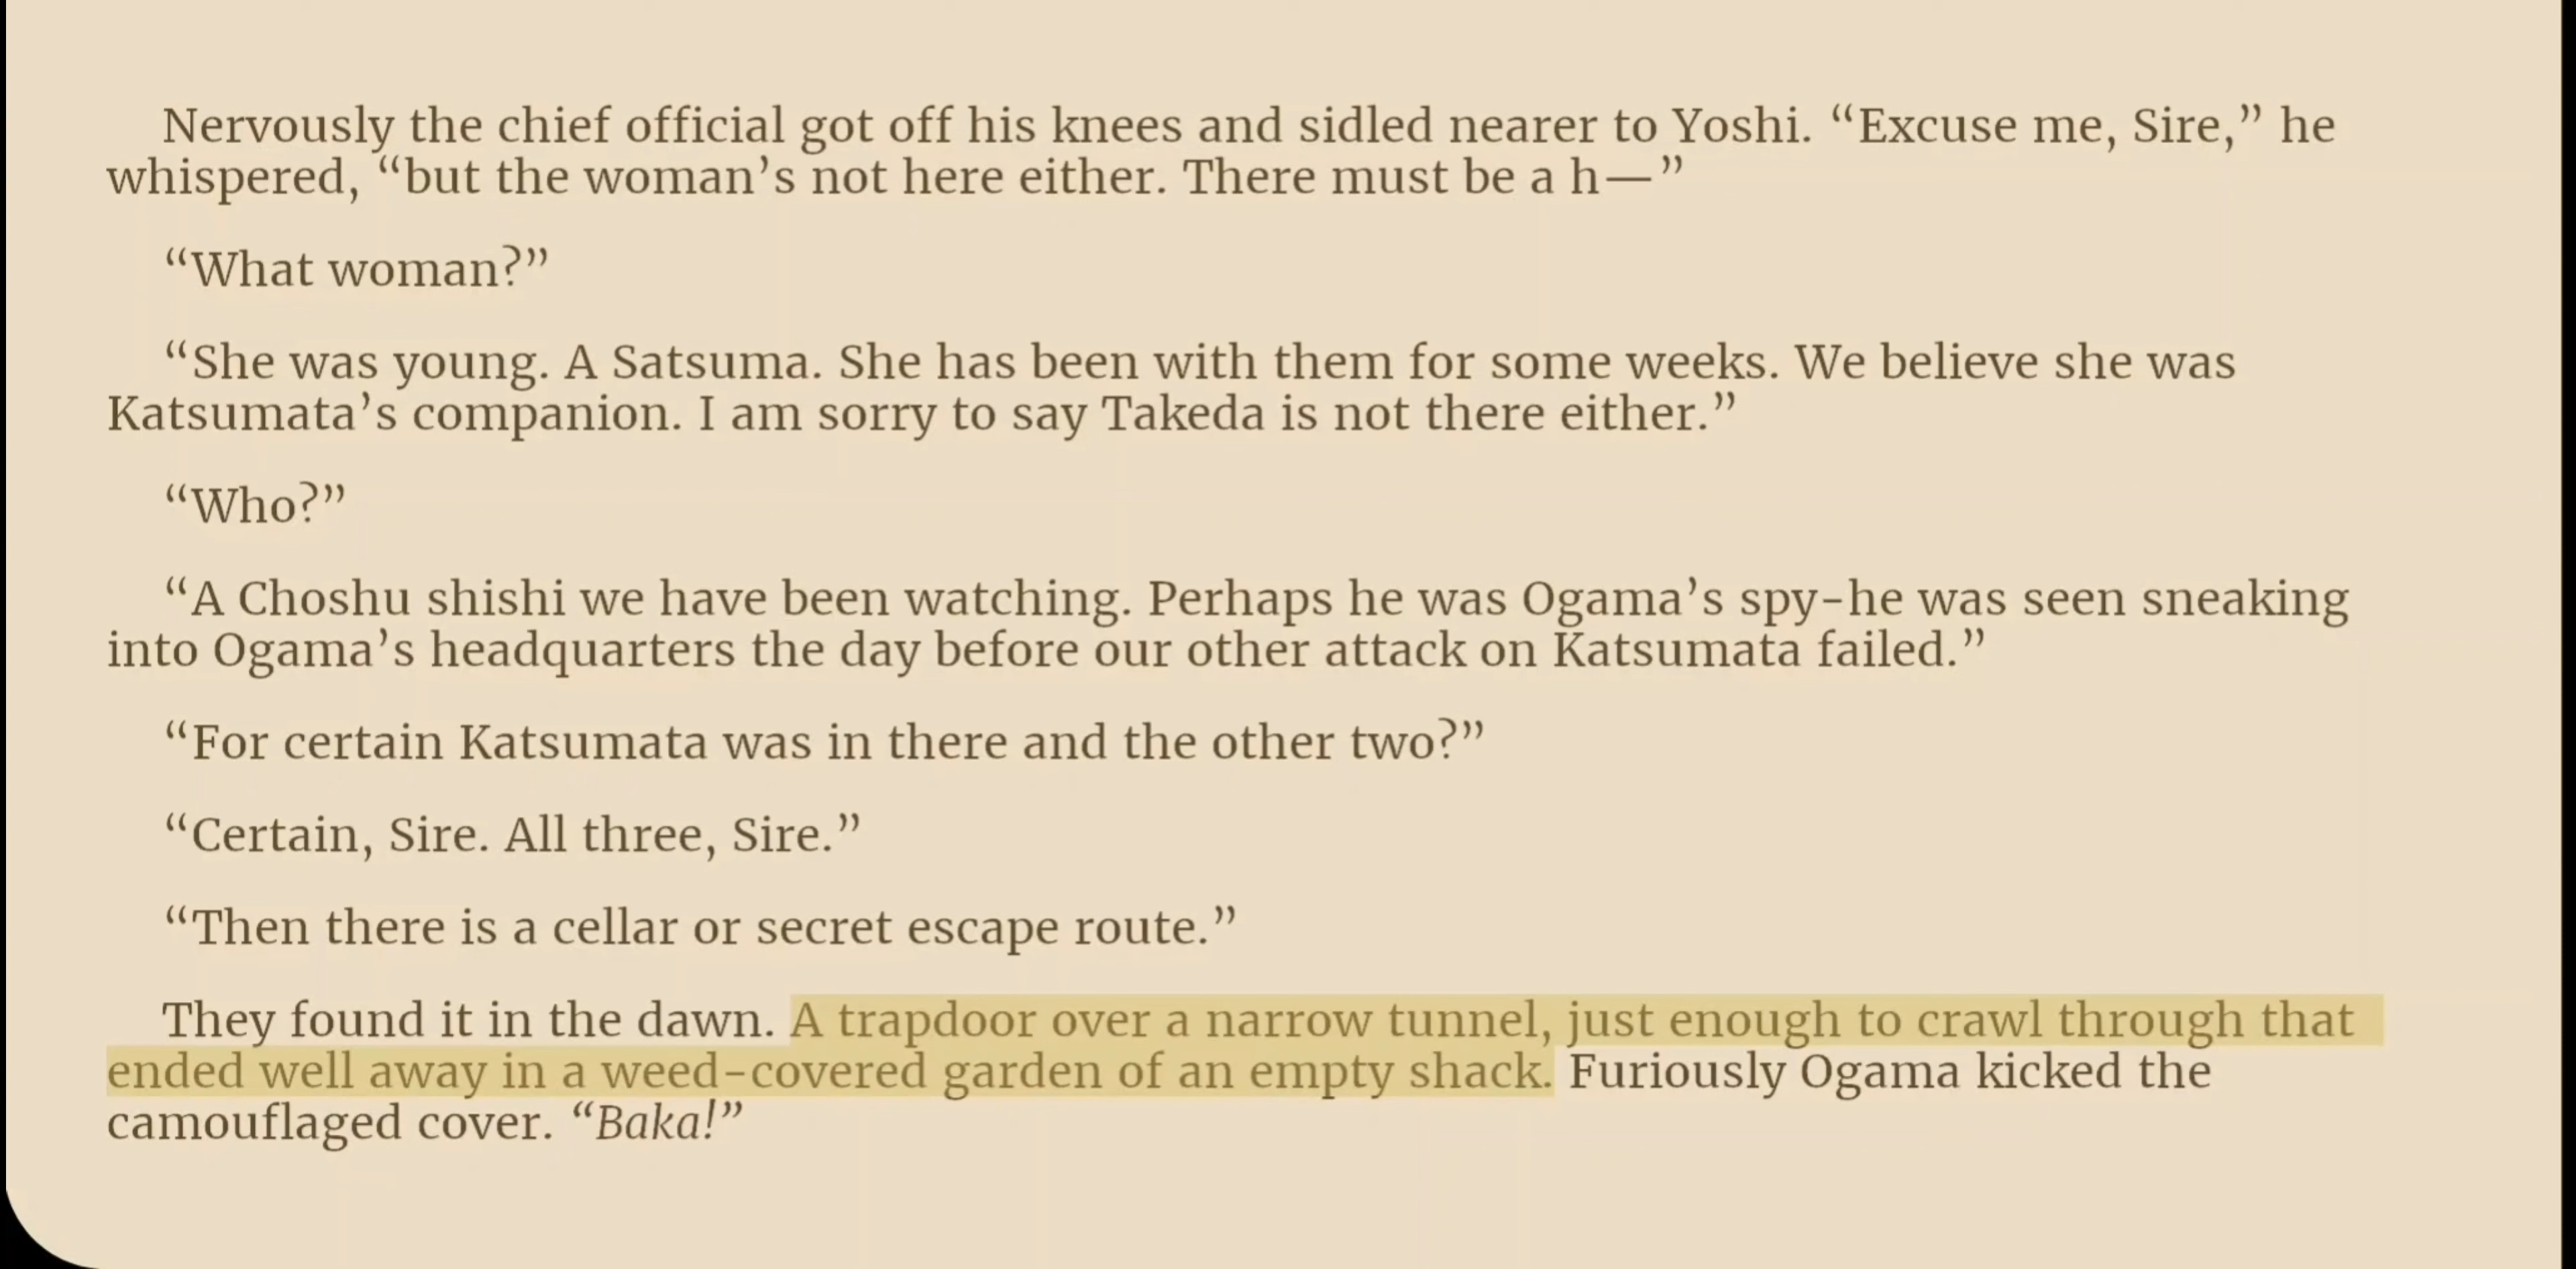 Nervously the chief official got off his knees and sidled nearer to Yoshi. “Excuse me, Sire,” he
whispered, “but the woman’s not here either. There must be a h—”
“What woman?”
“She was young. A Satsuma. She has been with them for some weeks. We believe she was
Katsumata’s companion. I am sorry to say Takeda is not there either.”
“Who?”
“A Choshu shishi we have been watching. Perhaps he was Ogama’s spy-he was seen sneaking
into Ogama’s headquarters the day before our other attack on Katsumata failed.”
“For certain Katsumata was in there and the other two?”
“Certain, Sire. All three, Sire.”
“Then there is a cellar or secret escape route.”
They found it in the dawn. A trapdoor over a narrow tunnel, just enough to crawl through that
ended well away in a weed-covered garden of an empty shack. Furiously Ogama kicked the
camouflaged cover. “Baka!”